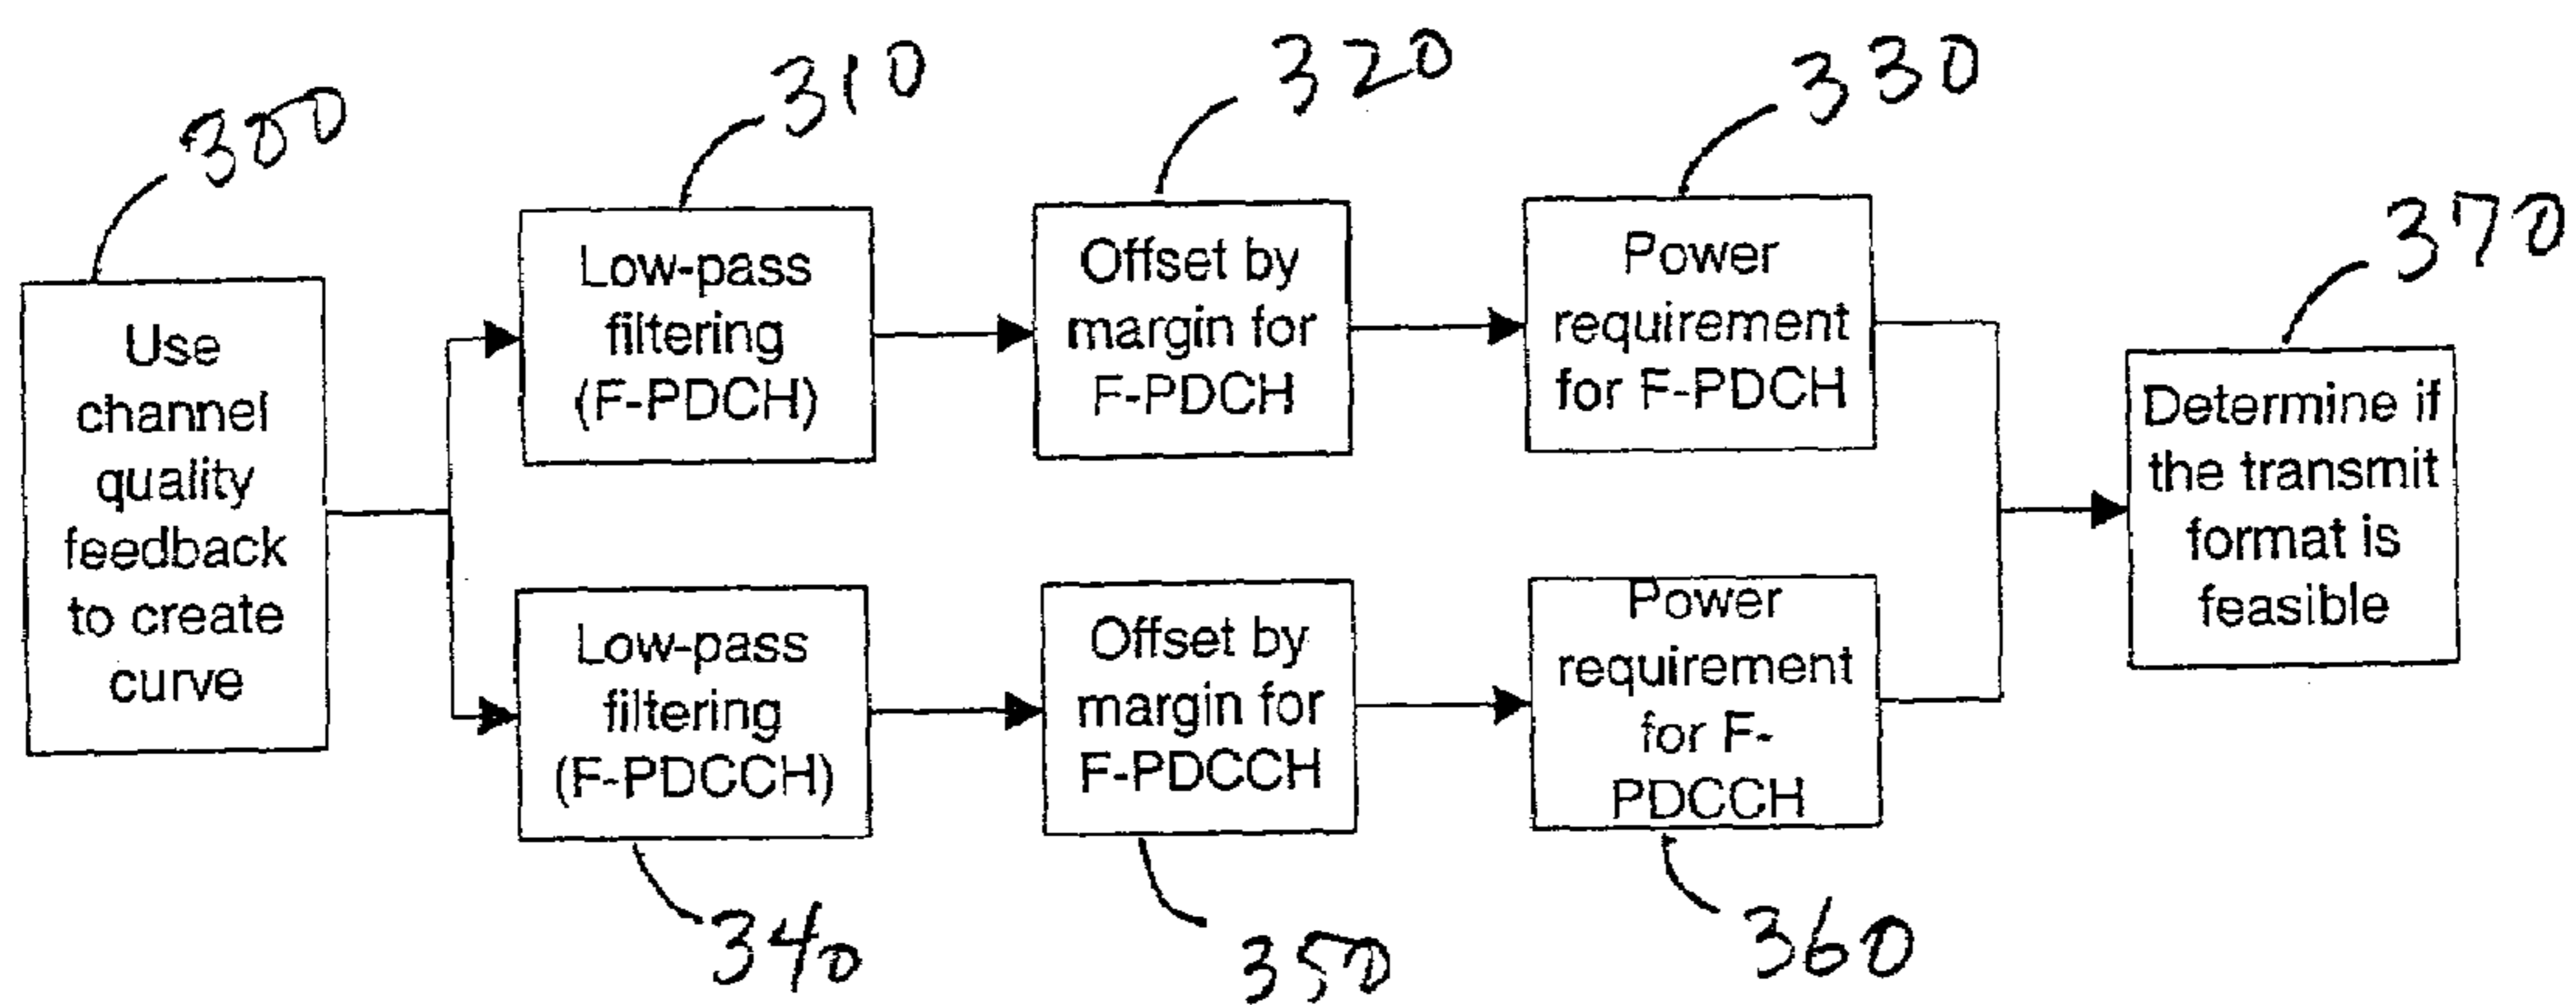 300
310
320
330
370
Use
channel
quality
feedback
to create
curve
Low-pass
filtering
(F-PDCH)
Offset by
margin for
F-PDCH
Power
requirement
for F-PDCH
Determine if
the transmit
format is
feasible
Low-pass
filtering
(F-PDCCH)
Offset by
margin for
F-PDCCH
Power
requirement
for F-
PDCCH
340
350
360